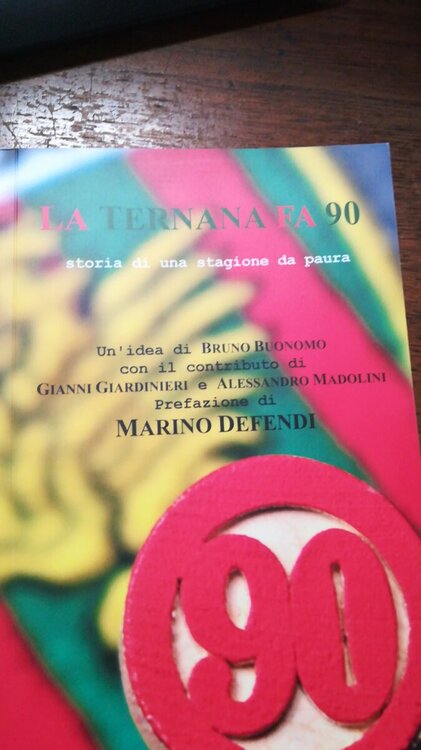 LA TERNANA FA 90
storia di una stagione da paura
Un'idea di BRUNO BUONOMO
con il contributo di
GIANNI GIARDINIERI e ALESSANDRO MADOLINI
Prefazione di
MARINO DEFENDI
90